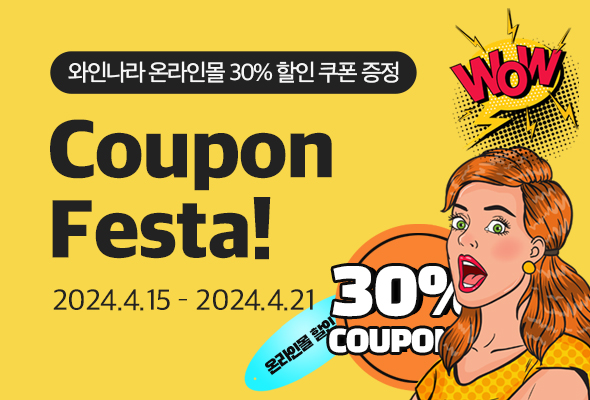 와인나라 온라인몰 30% 할인 쿠폰 증정
WOW
Coupon
Festa!
2024.4.15 - 2024.4.21
30%
COUPON
온라인몰 할인